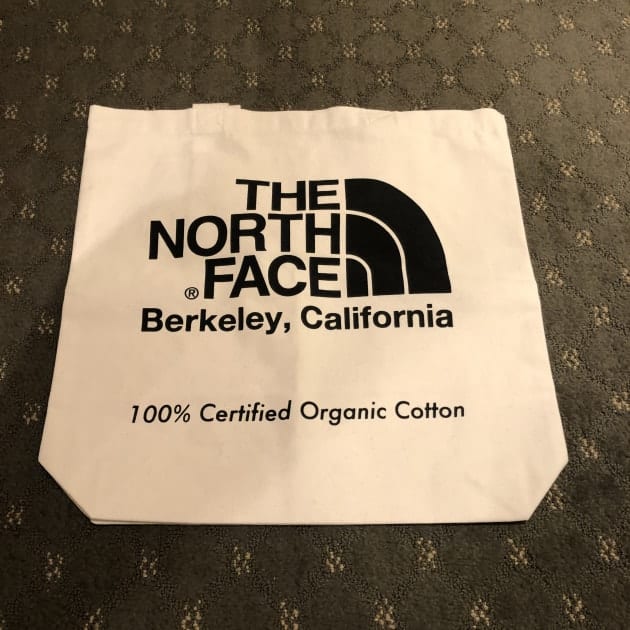 THE
NORTH
® FACE
Berkeley, California
100% Certified Organic Cotton